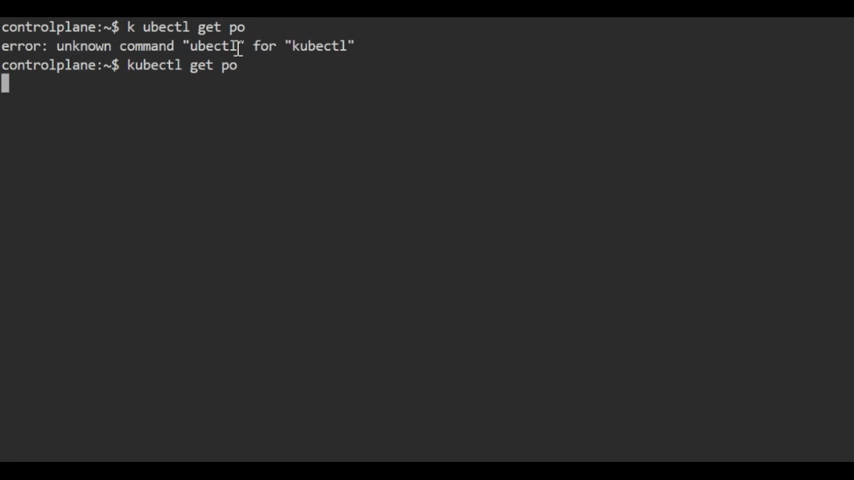 controlplane:~$ k ubectl get po
error: unknown command "ubectl" for "kubectl"
controlplane:~$ kubectl get po